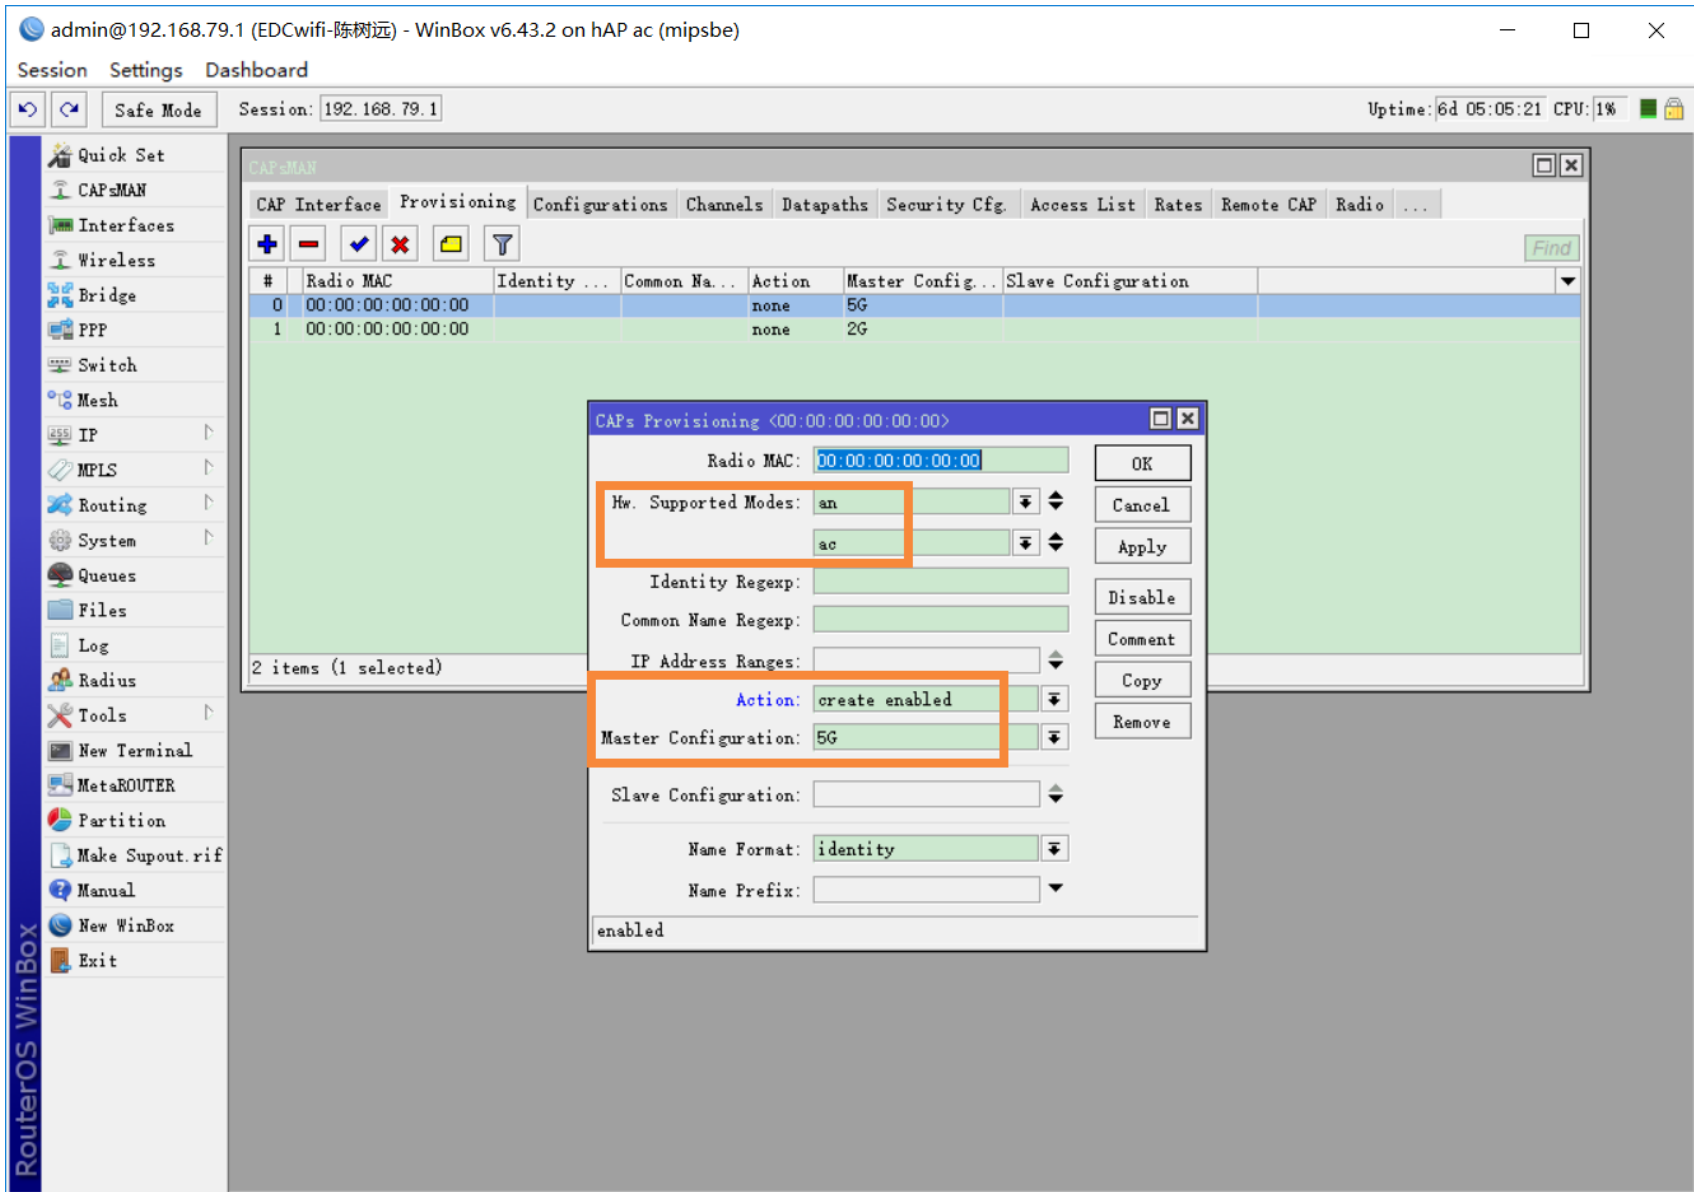 admin@192.168.79.1 (EDCwifi-陈树远) - WinBox v6.43.2 on hAP ac (mipsbe)
Session Settings Dashboard
Safe Mode Session: 192.168.79.1 Uptime: 6d 05:05:21 CPU: 1%
Quick Set
CAPsMAN
Interfaces
Wireless
Bridge
PPP
Switch
Mesh
IP
MPLS
Routing
System
Queues
Files
Log
Radius
Tools
New Terminal
MetaROUTER
Partition
Make Supout.rif
Manual
New WinBox
Exit
RouterOS WinBox
CAPsMAN
CAP Interface Provisioning Configurations Channels Datapaths Security Cfg. Access List Rates Remote CAP Radio ...
Find
# Radio MAC Identity ... Common Na... Action Master Config... Slave Configuration
0 00:00:00:00:00:00 none 5G
1 00:00:00:00:00:00 none 2G
2 items (1 selected)
CAPs Provisioning <00:00:00:00:00:00>
Radio MAC: 00:00:00:00:00:00
Hw. Supported Modes: an
ac
Identity Regexp:
Common Name Regexp:
IP Address Ranges:
Action: create enabled
Master Configuration: 5G
Slave Configuration:
Name Format: identity
Name Prefix:
enabled
OK
Cancel
Apply
Disable
Comment
Copy
Remove
255